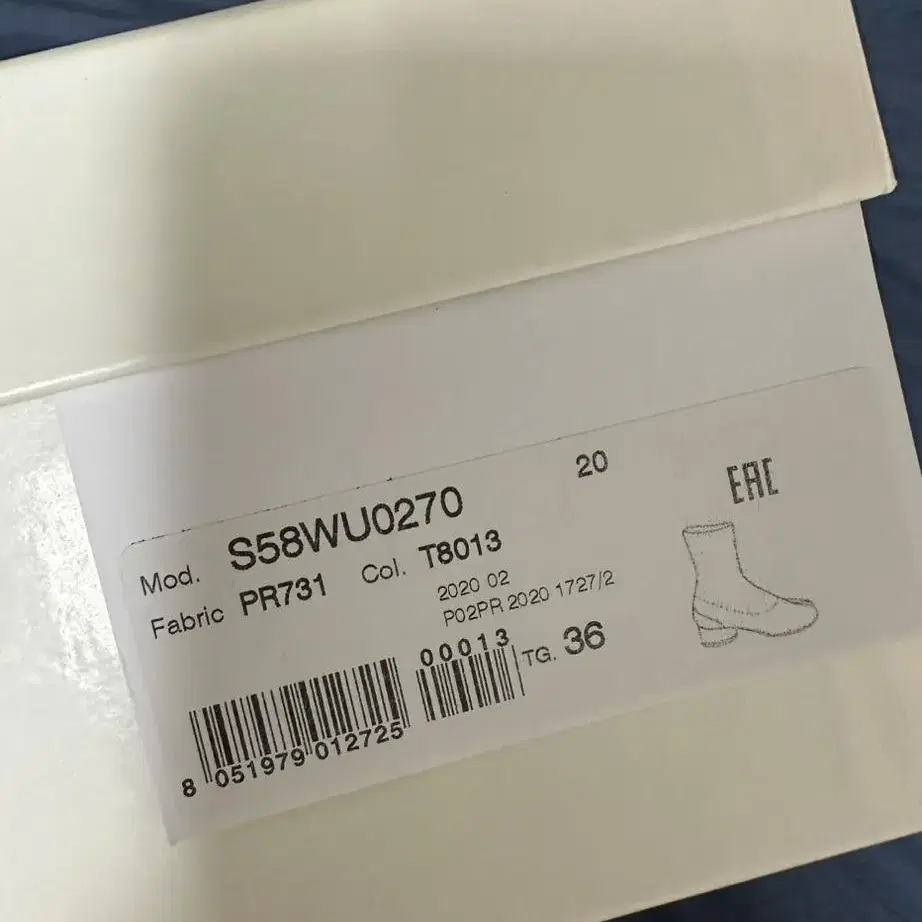 20
EAC
Mod. S58WU0270
Fabric PR731 Col. T8013
2020 02
P02PR 2020 1727/2
00013
TG. 36
8 051979 012725